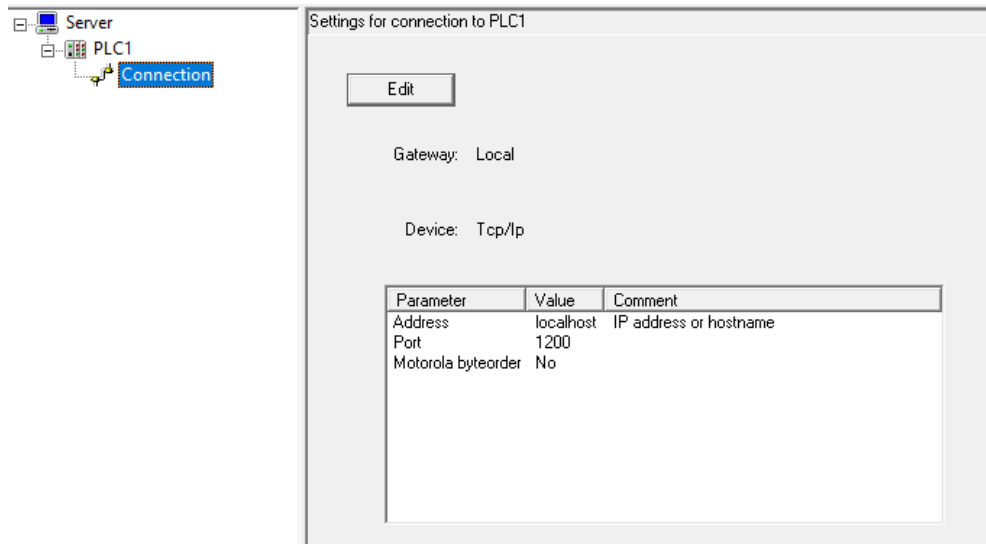 Server
PLC1
Connection
Settings for connection to PLC1
Edit
Gateway: Local
Device: Tcp/Ip
Parameter Value Comment
Address localhost IP address or hostname
Port 1200
Motorola byteorder No